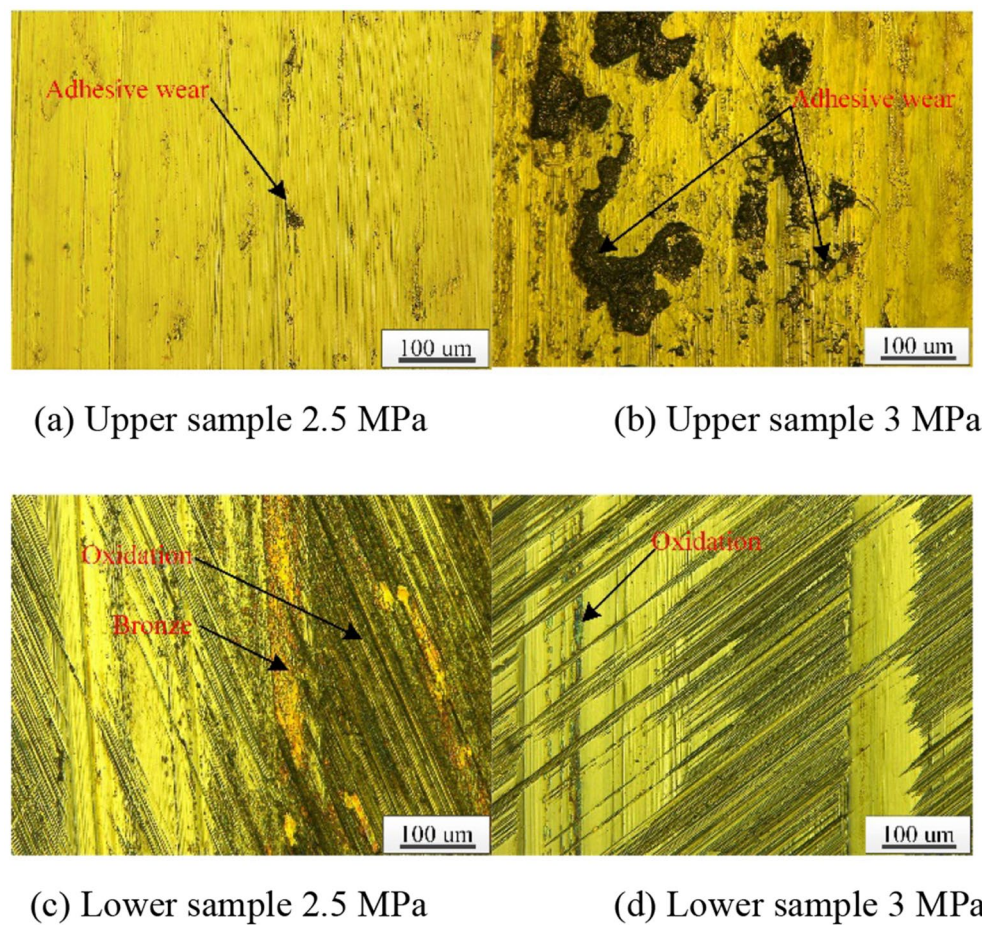 Adhesive wear
Adhesive wear
100 um
100 um
(a) Upper sample 2.5 MPa
(b) Upper sample 3 MPa
Oxidation
Bronze
Oxidation
100 um
100 um
(c) Lower sample 2.5 MPa
(d) Lower sample 3 MPa